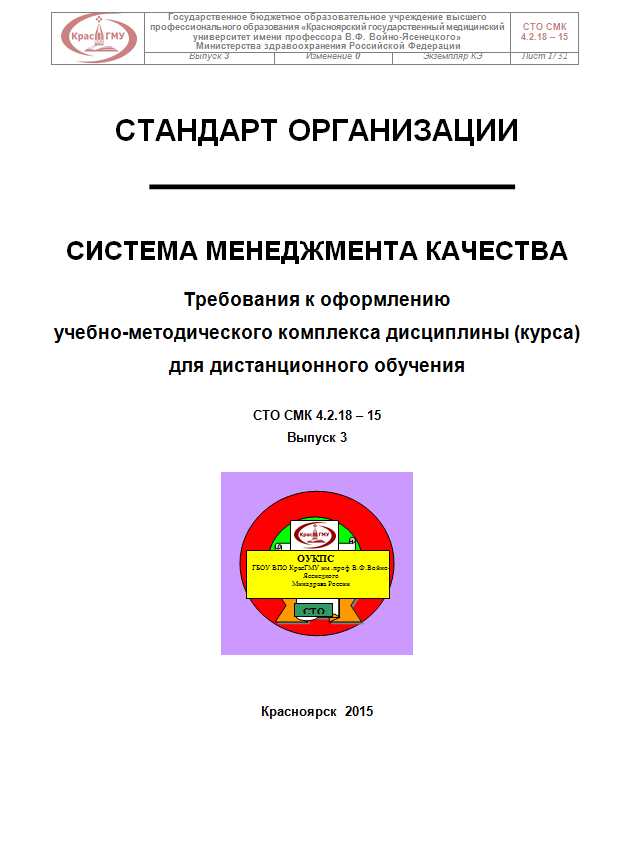 КрасГМУ
Государственное бюджетное образовательное учреждение высшего
профессионального образования «Красноярский государственный медицинский
университет имени профессора В.Ф. Войно-Ясенецкого»
Министерства здравоохранения Российской Федерации
СТО СМК
4.2.18 – 15
Выпуск 3
Изменение 0
Экземпляр КЭ
Лист 1/31
СТАНДАРТ ОРГАНИЗАЦИИ
СИСТЕМА МЕНЕДЖМЕНТА КАЧЕСТВА
Требования к оформлению
учебно-методического комплекса дисциплины (курса)
для дистанционного обучения
СТО СМК 4.2.18 – 15
Выпуск 3
КрасГМУ
ОУКПС
ГБОУ ВПО КрасГМУ им.проф В.Ф.Войно-
Ясенецкого
Минздрава России
СТО
Красноярск 2015